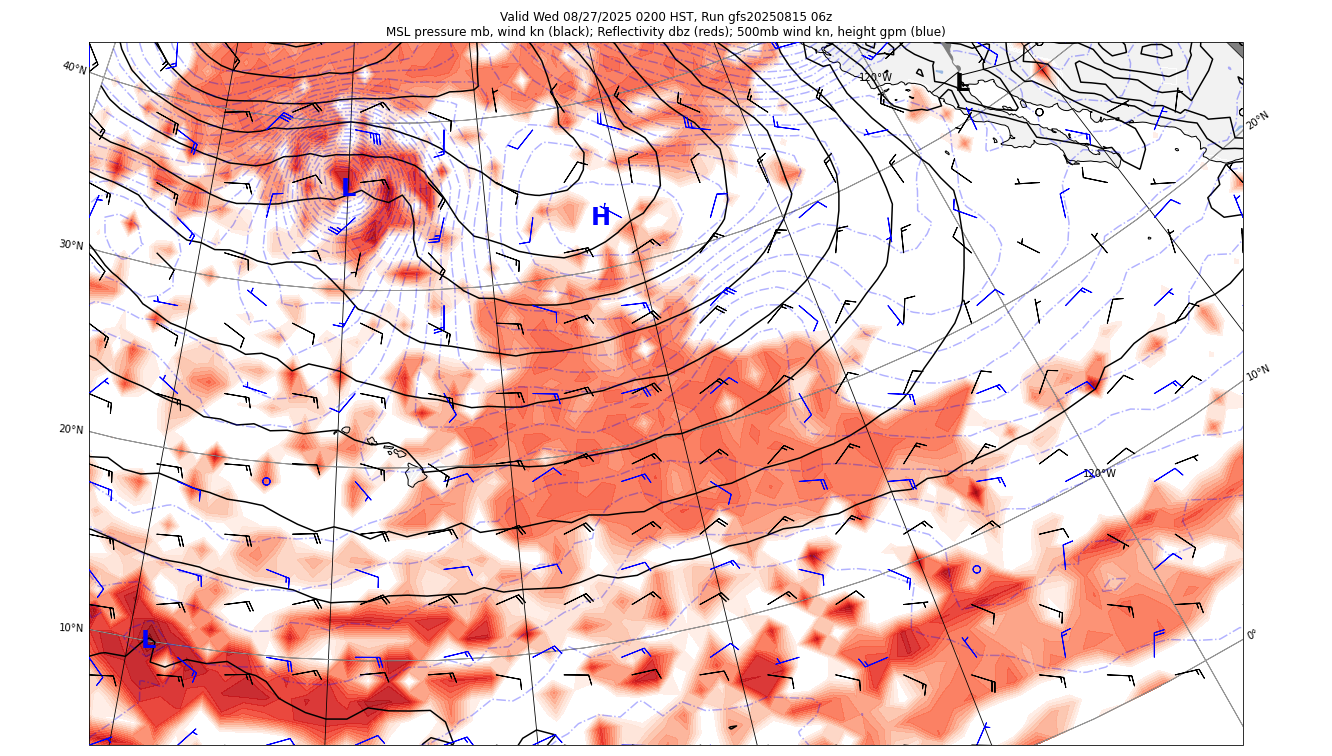 Valid Wed 08/27/2025 0200 HST, Run gfs20250815 06z
MSL pressure mb, wind kn (black); Reflectivity dbz (reds); 500mb wind kn, height gpm (blue)
40°N
120°W
L
20°N
L
H
30°N
10°N
20°N
120°W
10°N
L
0°